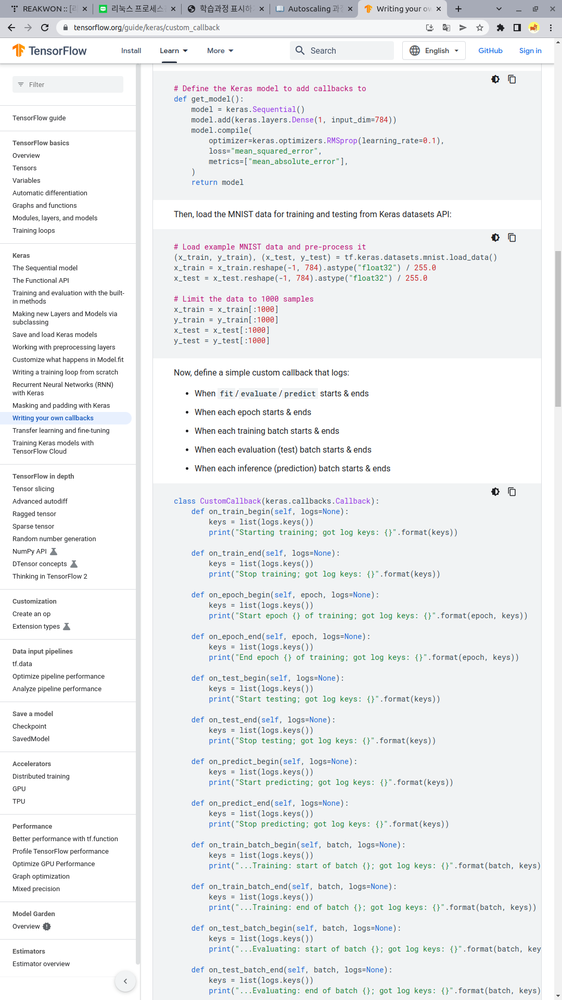 REAKWON :: [리
리눅스 프로세스
학습과정 표시하
Autoscaling 과
Writing your ow
tensorflow.org/guide/keras/custom_callback
TensorFlow
Install
Learn
More
Search
English
GitHub
Sign in
Filter
TensorFlow guide
TensorFlow basics
Overview
Tensors
Variables
Automatic differentiation
Graphs and functions
Modules, layers, and models
Training loops
Keras
The Sequential model
The Functional API
Training and evaluation with the built-
in methods
Making new Layers and Models via
subclassing
Save and load Keras models
Working with preprocessing layers
Customize what happens in Model.fit
Writing a training loop from scratch
Recurrent Neural Networks (RNN)
with Keras
Masking and padding with Keras
Writing your own callbacks
Transfer learning and fine-tuning
Training Keras models with
TensorFlow Cloud
TensorFlow in depth
Tensor slicing
Advanced autodiff
Ragged tensor
Sparse tensor
Random number generation
NumPy API
DTensor concepts
Thinking in TensorFlow 2
Customization
Create an op
Extension types
Data input pipelines
tf.data
Optimize pipeline performance
Analyze pipeline performance
Save a model
Checkpoint
SavedModel
Accelerators
Distributed training
GPU
TPU
Performance
Better performance with tf.function
Profile TensorFlow performance
Optimize GPU Performance
Graph optimization
Mixed precision
Model Garden
Overview
Estimators
Estimator overview
# Define the Keras model to add callbacks to
def get_model():
    model = keras.Sequential()
    model.add(keras.layers.Dense(1, input_dim=784))
    model.compile(
        optimizer=keras.optimizers.RMSprop(learning_rate=0.1),
        loss="mean_squared_error",
        metrics=["mean_absolute_error"],
    )
    return model
Then, load the MNIST data for training and testing from Keras datasets API:
# Load example MNIST data and pre-process it
(x_train, y_train), (x_test, y_test) = tf.keras.datasets.mnist.load_data()
x_train = x_train.reshape(-1, 784).astype("float32") / 255.0
x_test = x_test.reshape(-1, 784).astype("float32") / 255.0
# Limit the data to 1000 samples
x_train = x_train[:1000]
y_train = y_train[:1000]
x_test = x_test[:1000]
y_test = y_test[:1000]
Now, define a simple custom callback that logs:
• When fit/evaluate/predict starts & ends
• When each epoch starts & ends
• When each training batch starts & ends
• When each evaluation (test) batch starts & ends
• When each inference (prediction) batch starts & ends
class CustomCallback(keras.callbacks.Callback):
    def on_train_begin(self, logs=None):
        keys = list(logs.keys())
        print("Starting training; got log keys: {}".format(keys))
    def on_train_end(self, logs=None):
        keys = list(logs.keys())
        print("Stop training; got log keys: {}".format(keys))
    def on_epoch_begin(self, epoch, logs=None):
        keys = list(logs.keys())
        print("Start epoch {} of training; got log keys: {}".format(epoch, keys))
    def on_epoch_end(self, epoch, logs=None):
        keys = list(logs.keys())
        print("End epoch {} of training; got log keys: {}".format(epoch, keys))
    def on_test_begin(self, logs=None):
        keys = list(logs.keys())
        print("Start testing; got log keys: {}".format(keys))
    def on_test_end(self, logs=None):
        keys = list(logs.keys())
        print("Stop testing; got log keys: {}".format(keys))
    def on_predict_begin(self, logs=None):
        keys = list(logs.keys())
        print("Start predicting; got log keys: {}".format(keys))
    def on_predict_end(self, logs=None):
        keys = list(logs.keys())
        print("Stop predicting; got log keys: {}".format(keys))
    def on_train_batch_begin(self, batch, logs=None):
        keys = list(logs.keys())
        print("...Training: start of batch {}; got log keys: {}".format(batch, keys)
    def on_train_batch_end(self, batch, logs=None):
        keys = list(logs.keys())
        print("...Training: end of batch {}; got log keys: {}".format(batch, keys))
    def on_test_batch_begin(self, batch, logs=None):
        keys = list(logs.keys())
        print("...Evaluating: start of batch {}; got log keys: {}".format(batch, key
    def on_test_batch_end(self, batch, logs=None):
        keys = list(logs.keys())
        print("...Evaluating: end of batch {}; got log keys: {}".format(batch, keys)